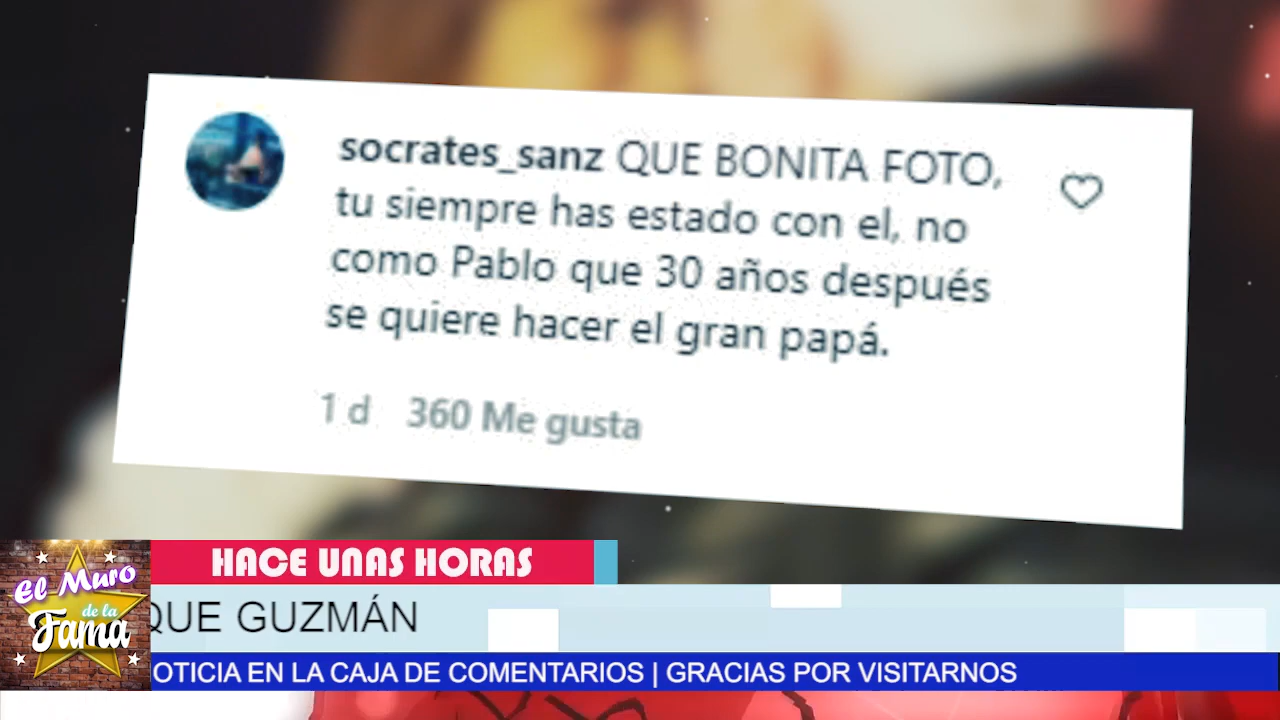 socrates_sanz QUE BONITA FOTO,
tu siempre has estado con el, no
como Pablo que 30 años después
se quiere hacer el gran papá.
1 d 360 Me gusta
HACE UNAS HORAS
El Muro
de la
Fama
QUE GUZMÁN
OTICIA EN LA CAJA DE COMENTARIOS | GRACIAS POR VISITARNOS